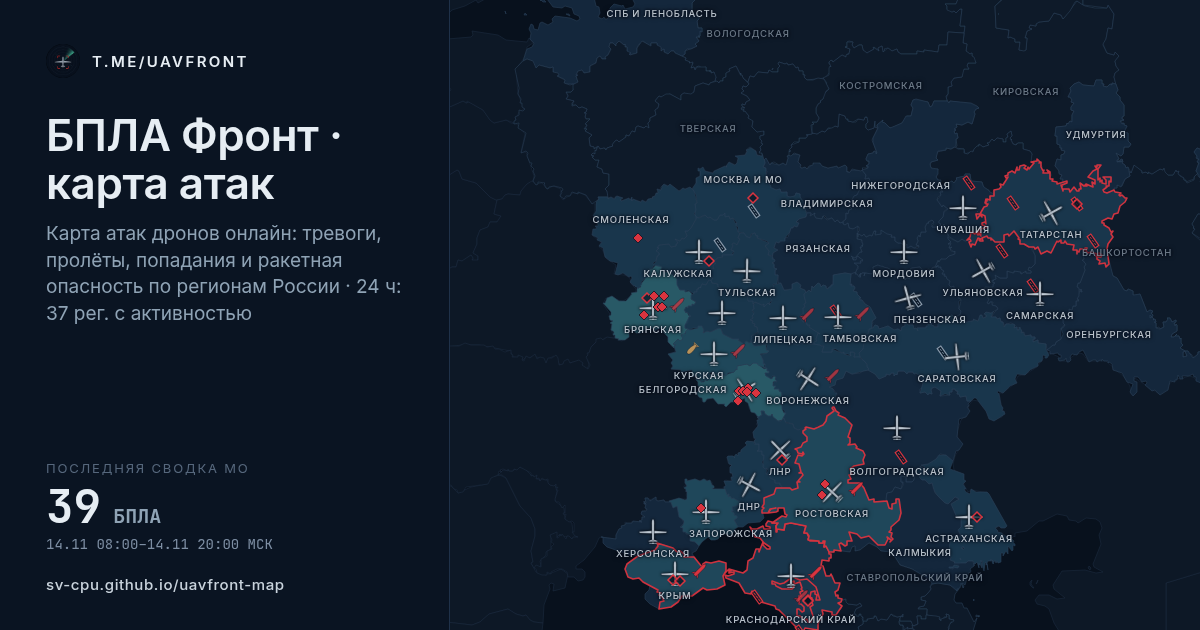 T.ME/UAVFRONT
БПЛА Фронт ·
карта атак
Карта атак дронов онлайн: тревоги,
пролёты, попадания и ракетная
опасность по регионам России · 24 ч:
37 рег. с активностью
ПОСЛЕДНЯЯ СВОДКА МО
39 БПЛА
14.11 08:00–14.11 20:00 МСК
sv-cpu.github.io/uavfront-map
СПБ И ЛЕНОБЛАСТЬ
ВОЛОГОДСКАЯ
КОСТРОМСКАЯ
КИРОВСКАЯ
ТВЕРСКАЯ
УДМУРТИЯ
МОСКВА И МО
НИЖЕГОРОДСКАЯ
ВЛАДИМИРСКАЯ
СМОЛЕНСКАЯ
ЧУВАШИЯ
ТАТАРСТАН
РЯЗАНСКАЯ
БАШКОРТОСТАН
КАЛУЖСКАЯ
МОРДОВИЯ
ТУЛЬСКАЯ
УЛЬЯНОВСКАЯ
САМАРСКАЯ
ПЕНЗЕНСКАЯ
БРЯНСКАЯ
ОРЕНБУРГСКАЯ
ЛИПЕЦКАЯ
ТАМБОВСКАЯ
КУРСКАЯ
САРАТОВСКАЯ
БЕЛГОРОДСКАЯ
ВОРОНЕЖСКАЯ
ЛНР
ВОЛГОГРАДСКАЯ
ДНР
РОСТОВСКАЯ
ЗАПОРОЖСКАЯ
АСТРАХАНСКАЯ
ХЕРСОНСКАЯ
КАЛМЫКИЯ
СТАВРОПОЛЬСКИЙ КРАЙ
КРЫМ
КРАСНОДАРСКИЙ КРАЙ